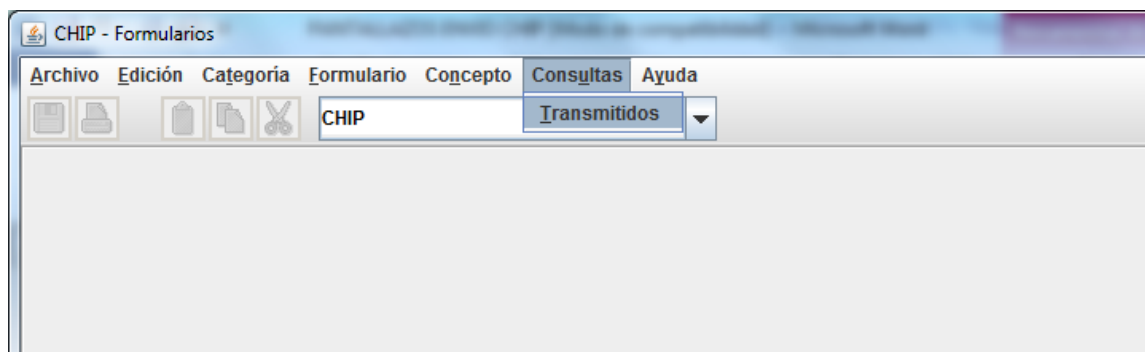 CHIP - Formularios
Archivo Edición Categoría Formulario Concepto Consultas Ayuda
CHIP
Transmitidos